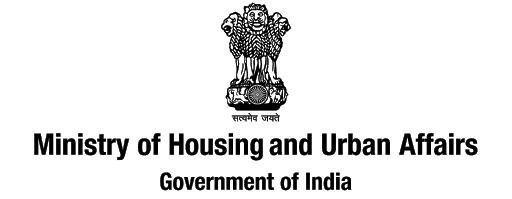 सत्यमेव जयते
Ministry of Housing and Urban Affairs
Government of India